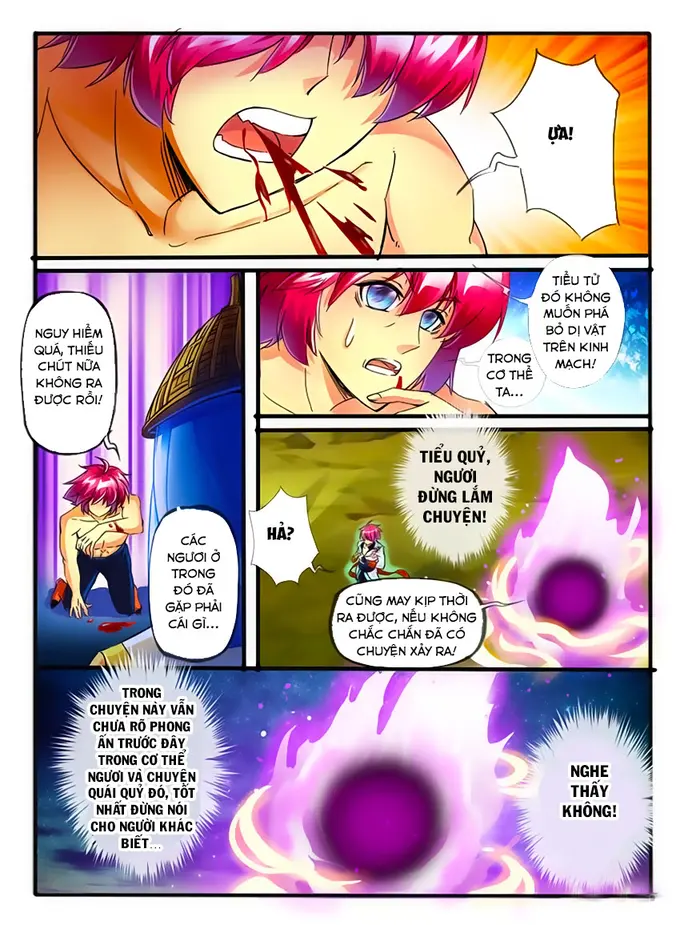 ỰA!
NGUY HIỂM
QUÁ, THIẾU
CHÚT NỮA
KHÔNG RA
ĐƯỢC RỒI!
TIỀU TỬ
ĐÓ KHÔNG
MUỐN PHÁ
BỎ DỊ VẬT
TRÊN KINH
MẠCH!
TRONG
CƠ THỂ
TA...
CÁC
NGƯƠI Ở
TRONG
ĐÓ ĐÃ
GẶP PHẢI
CÁI GÌ...
TIỂU QUỶ,
NGƯƠI
ĐỪNG LẮM
CHUYỆN!
HẢ?
CŨNG MAY KỊP THỜI
RA ĐƯỢC, NẾU KHÔNG
CHẮC CHẮN ĐÃ CÓ
CHUYỆN XẢY RA!
TRONG
CHUYỆN NÀY VẪN
CHƯA RÕ PHONG
ẤN TRƯỚC ĐÂY
TRONG CƠ THỂ
NGƯƠI VÀ CHUYỆN
QUÁI QUỶ ĐÓ, TỐT
NHẤT ĐỪNG NÓI
CHO NGƯỜI KHÁC
BIẾT...
NGHE
THẤY
KHÔNG!